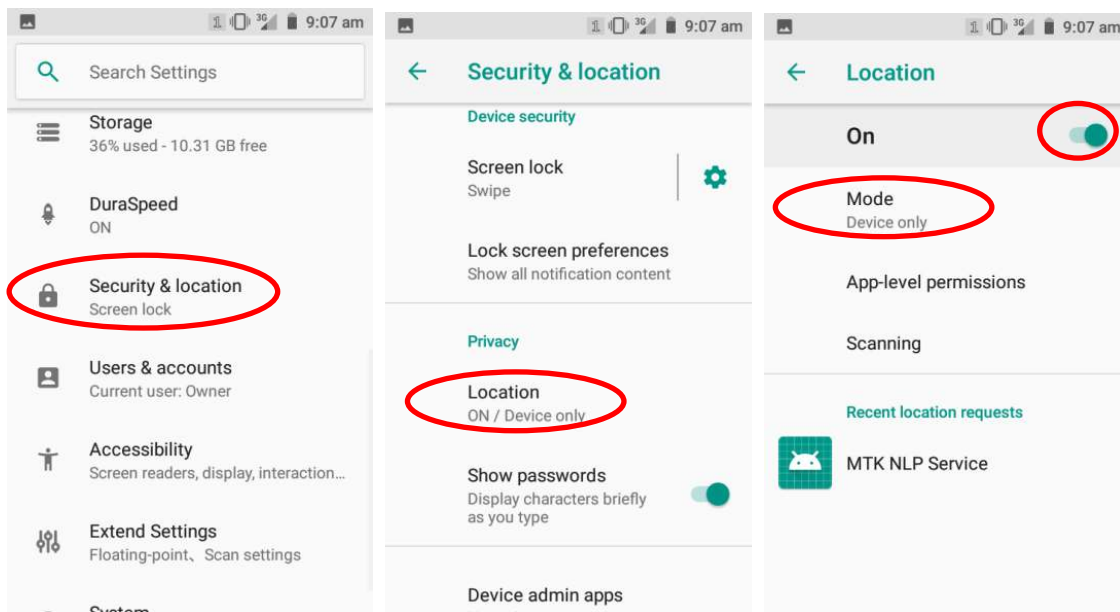 3G 9:07 am
Search Settings
Storage
36% used - 10.31 GB free
DuraSpeed
ON
Security & location
Screen lock
Users & accounts
Current user: Owner
Accessibility
Screen readers, display, interaction...
Extend Settings
Floating-point、Scan settings
System
3G 9:07 am
Security & location
Device security
Screen lock
Swipe
Lock screen preferences
Show all notification content
Privacy
Location
ON / Device only
Show passwords
Display characters briefly
as you type
Device admin apps
3G 9:07 am
Location
On
Mode
Device only
App-level permissions
Scanning
Recent location requests
MTK NLP Service